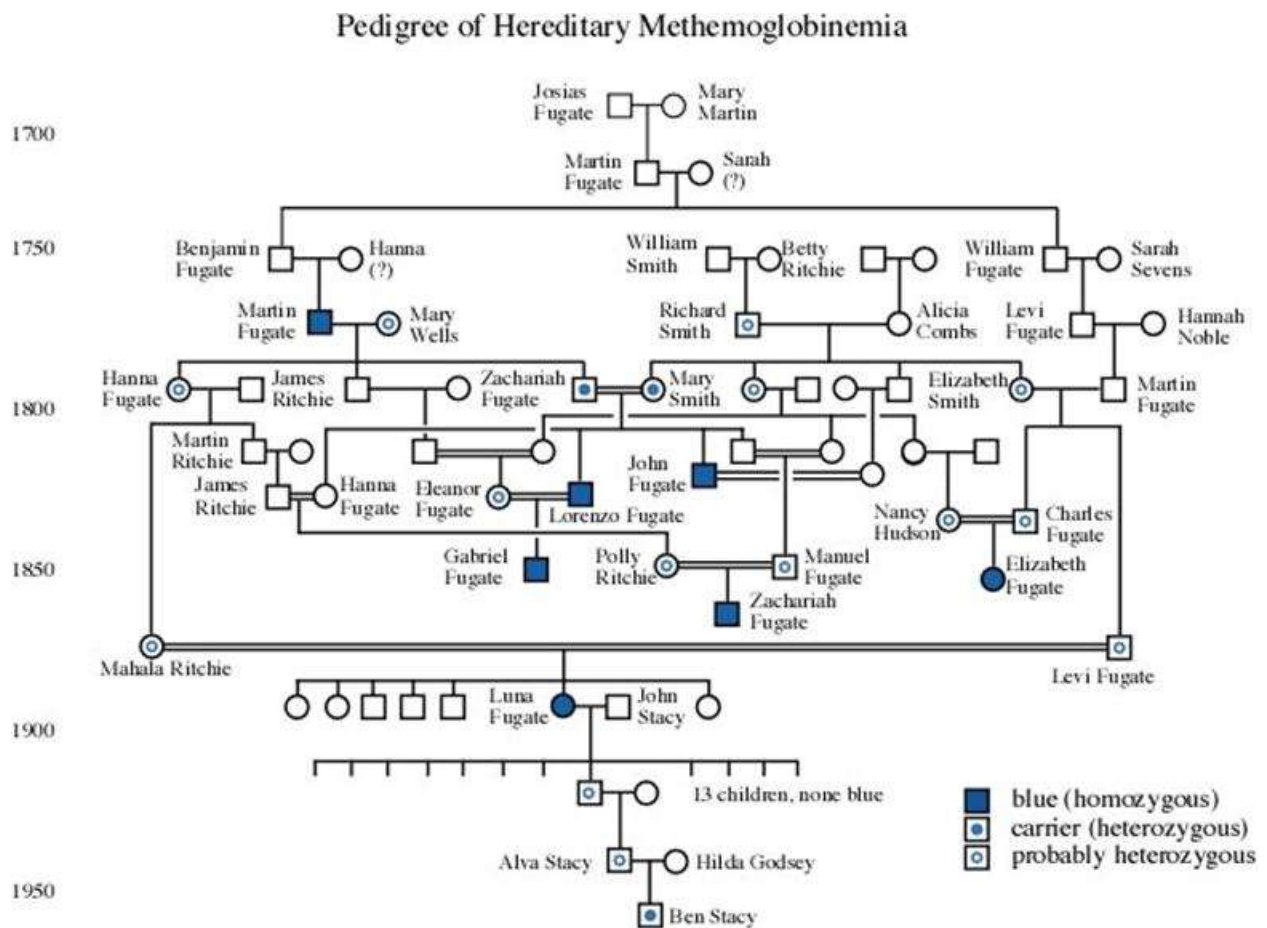 Pedigree of Hereditary Methemoglobinemia
Josias
Fugate
Mary
Martin
1700
Martin
Fugate
Sarah
(?)
1750
Benjamin
Fugate
Hanna
(?)
William
Smith
Betty
Ritchie
William
Fugate
Sarah
Sevens
Martin
Fugate
Mary
Wells
Richard
Smith
Alicia
Combs
Levi
Fugate
Hannah
Noble
Hanna
Fugate
James
Ritchie
Zachariah
Fugate
Mary
Smith
Elizabeth
Smith
Martin
Fugate
1800
Martin
Ritchie
James
Ritchie
Hanna
Fugate
Eleanor
Fugate
Lorenzo Fugate
John
Fugate
Nancy
Hudson
Charles
Fugate
1850
Gabriel
Fugate
Polly
Ritchie
Manuel
Fugate
Elizabeth
Fugate
Zachariah
Fugate
Mahala Ritchie
Levi Fugate
Luna
Fugate
John
Stacy
1900
13 children, none blue
blue (homozygous)
carrier (heterozygous)
probably heterozygous
Alva Stacy
Hilda Godsey
1950
Ben Stacy